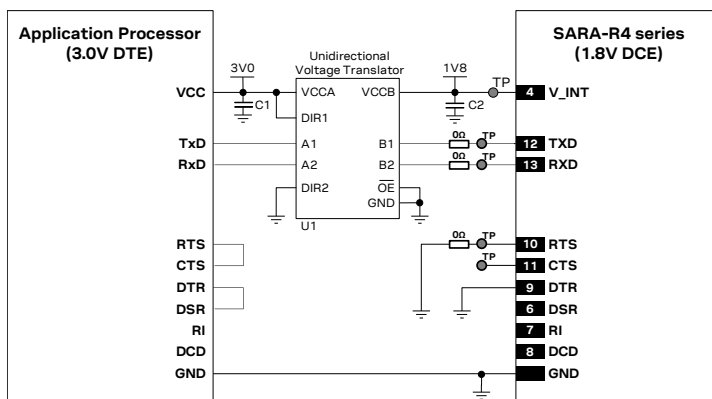 Application Processor
(3.0V DTE)
SARA-R4 series
(1.8V DCE)
Unidirectional
Voltage Translator
3V0
1V8
TP
VCC
C1
VCCA
VCCB
C2
4
V_INT
DIR1
0Ω
TP
TxD
A1
B1
12
TXD
0Ω
TP
RxD
A2
B2
13
RXD
DIR2
OE
GND
U1
0Ω
TP
RTS
10
RTS
TP
CTS
11
CTS
DTR
9
DTR
DSR
6
DSR
RI
7
RI
DCD
8
DCD
GND
GND